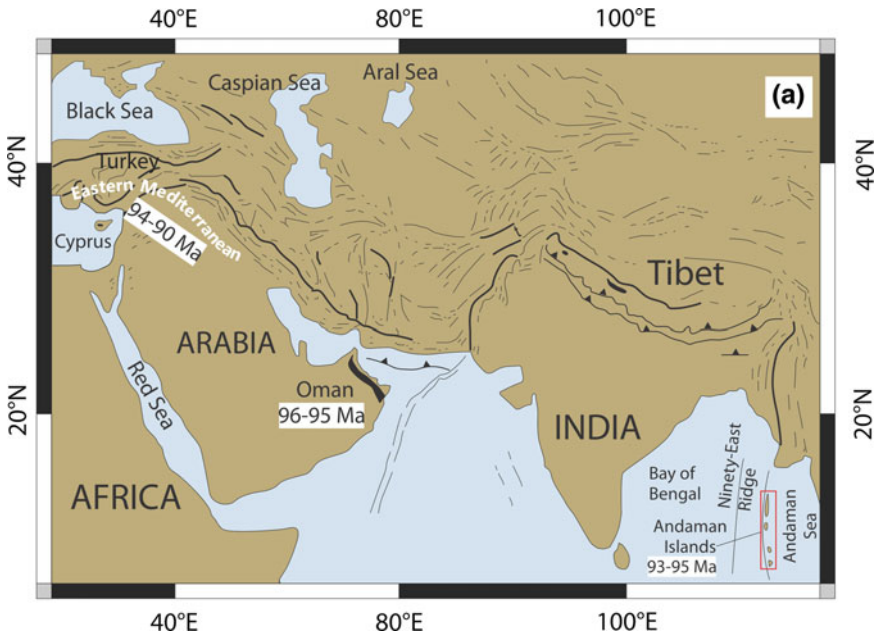 40°E 80°E 100°E
Caspian Sea
Aral Sea
(a)
Black Sea
40°N
40°N
Turkey
Eastern Mediterranean
94-90 Ma
Cyprus
Tibet
ARABIA
Red Sea
Oman
96-95 Ma
20°N
20°N
INDIA
AFRICA
Bay of
Bengal
Ninety-East
Ridge
Andaman
Islands
93-95 Ma
Andaman
Sea
40°E 80°E 100°E